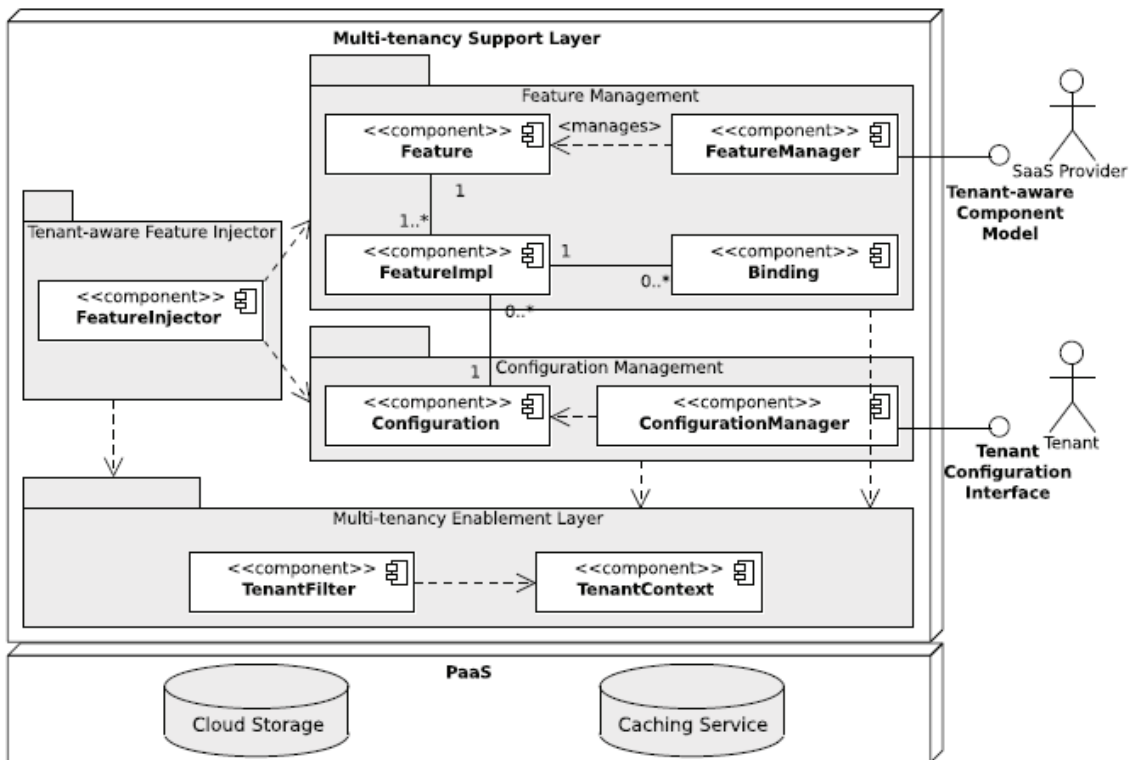 Multi-tenancy Support Layer
Feature Management
<<component>>
Feature
<manages>
<<component>>
FeatureManager
SaaS Provider
Tenant-aware
Component
Model
1
1..*
Tenant-aware Feature Injector
<<component>>
FeatureInjector
<<component>>
FeatureImpl
1
0..*
<<component>>
Binding
0..*
1
Configuration Management
<<component>>
Configuration
<<component>>
ConfigurationManager
Tenant
Tenant
Configuration
Interface
Multi-tenancy Enablement Layer
<<component>>
TenantFilter
<<component>>
TenantContext
PaaS
Cloud Storage
Caching Service